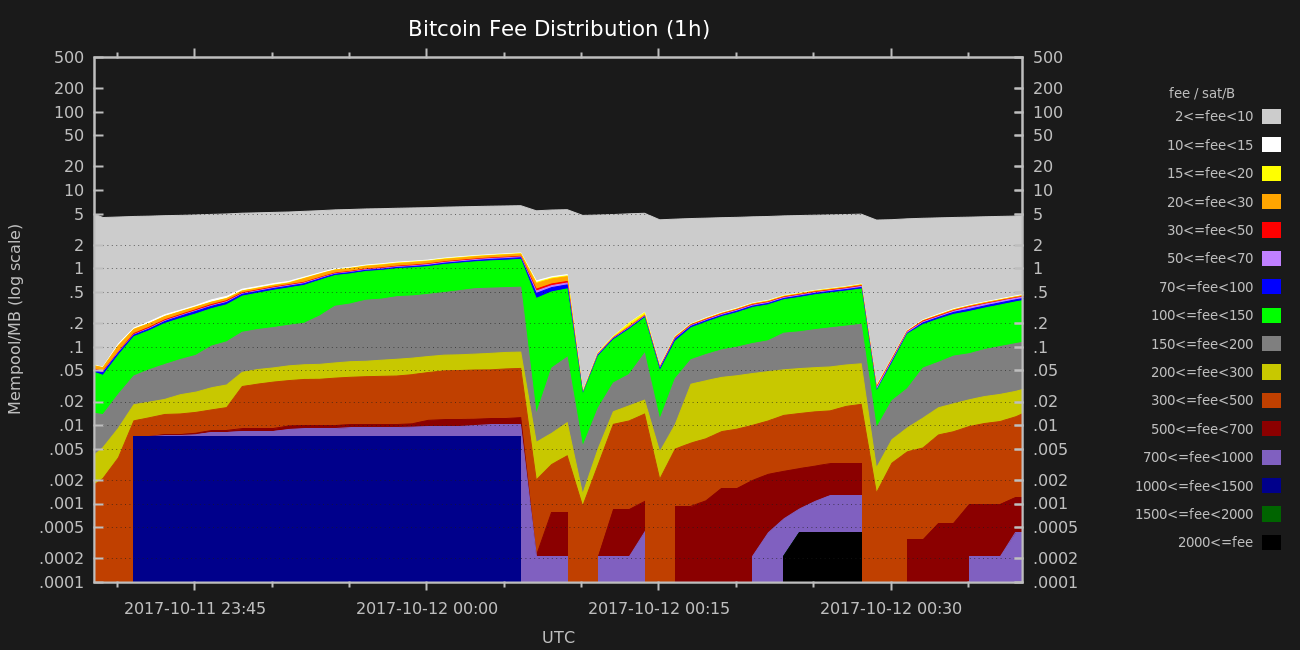 Bitcoin Fee Distribution (1h)
Mempool/MB (log scale)
500
200
100
50
20
10
5
2
1
.5
.2
.1
.05
.02
.01
.005
.002
.001
.0005
.0002
.0001
500
200
100
50
20
10
5
2
1
.5
.2
.1
.05
.02
.01
.005
.002
.001
.0005
.0002
.0001
2017-10-11 23:45
2017-10-12 00:00
2017-10-12 00:15
2017-10-12 00:30
UTC
fee / sat/B
2<=fee<10
10<=fee<15
15<=fee<20
20<=fee<30
30<=fee<50
50<=fee<70
70<=fee<100
100<=fee<150
150<=fee<200
200<=fee<300
300<=fee<500
500<=fee<700
700<=fee<1000
1000<=fee<1500
1500<=fee<2000
2000<=fee